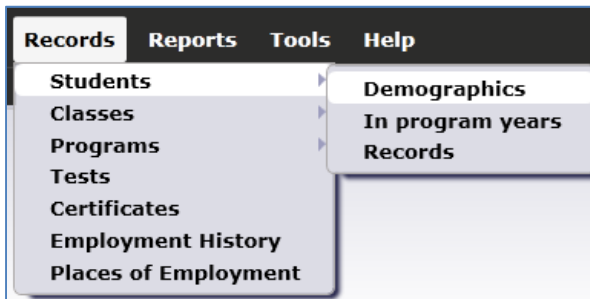 Records Reports Tools Help
Students
Classes
Programs
Tests
Certificates
Employment History
Places of Employment
Demographics
In program years
Records